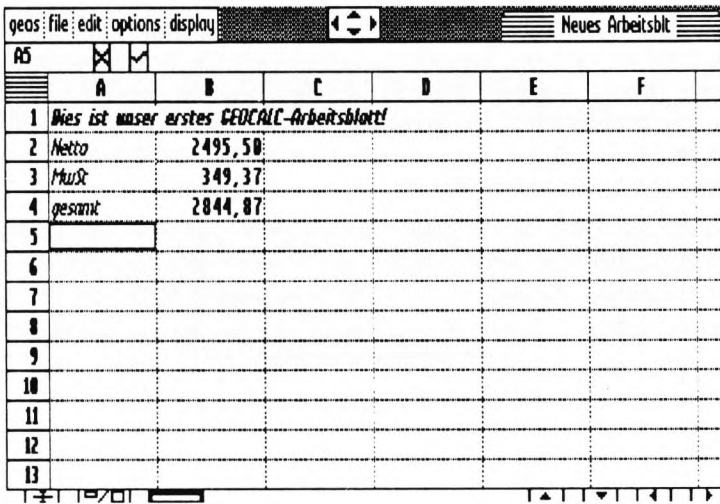 geos file edit options display Neues Arbeitsblt
A5
A B C D E F
1 Dies ist unser erstes GEOCALC-Arbeitsblatt!
2 Netto 2495,50
3 MwSt 349,37
4 gesamt 2844,87
5
6
7
8
9
10
11
12
13